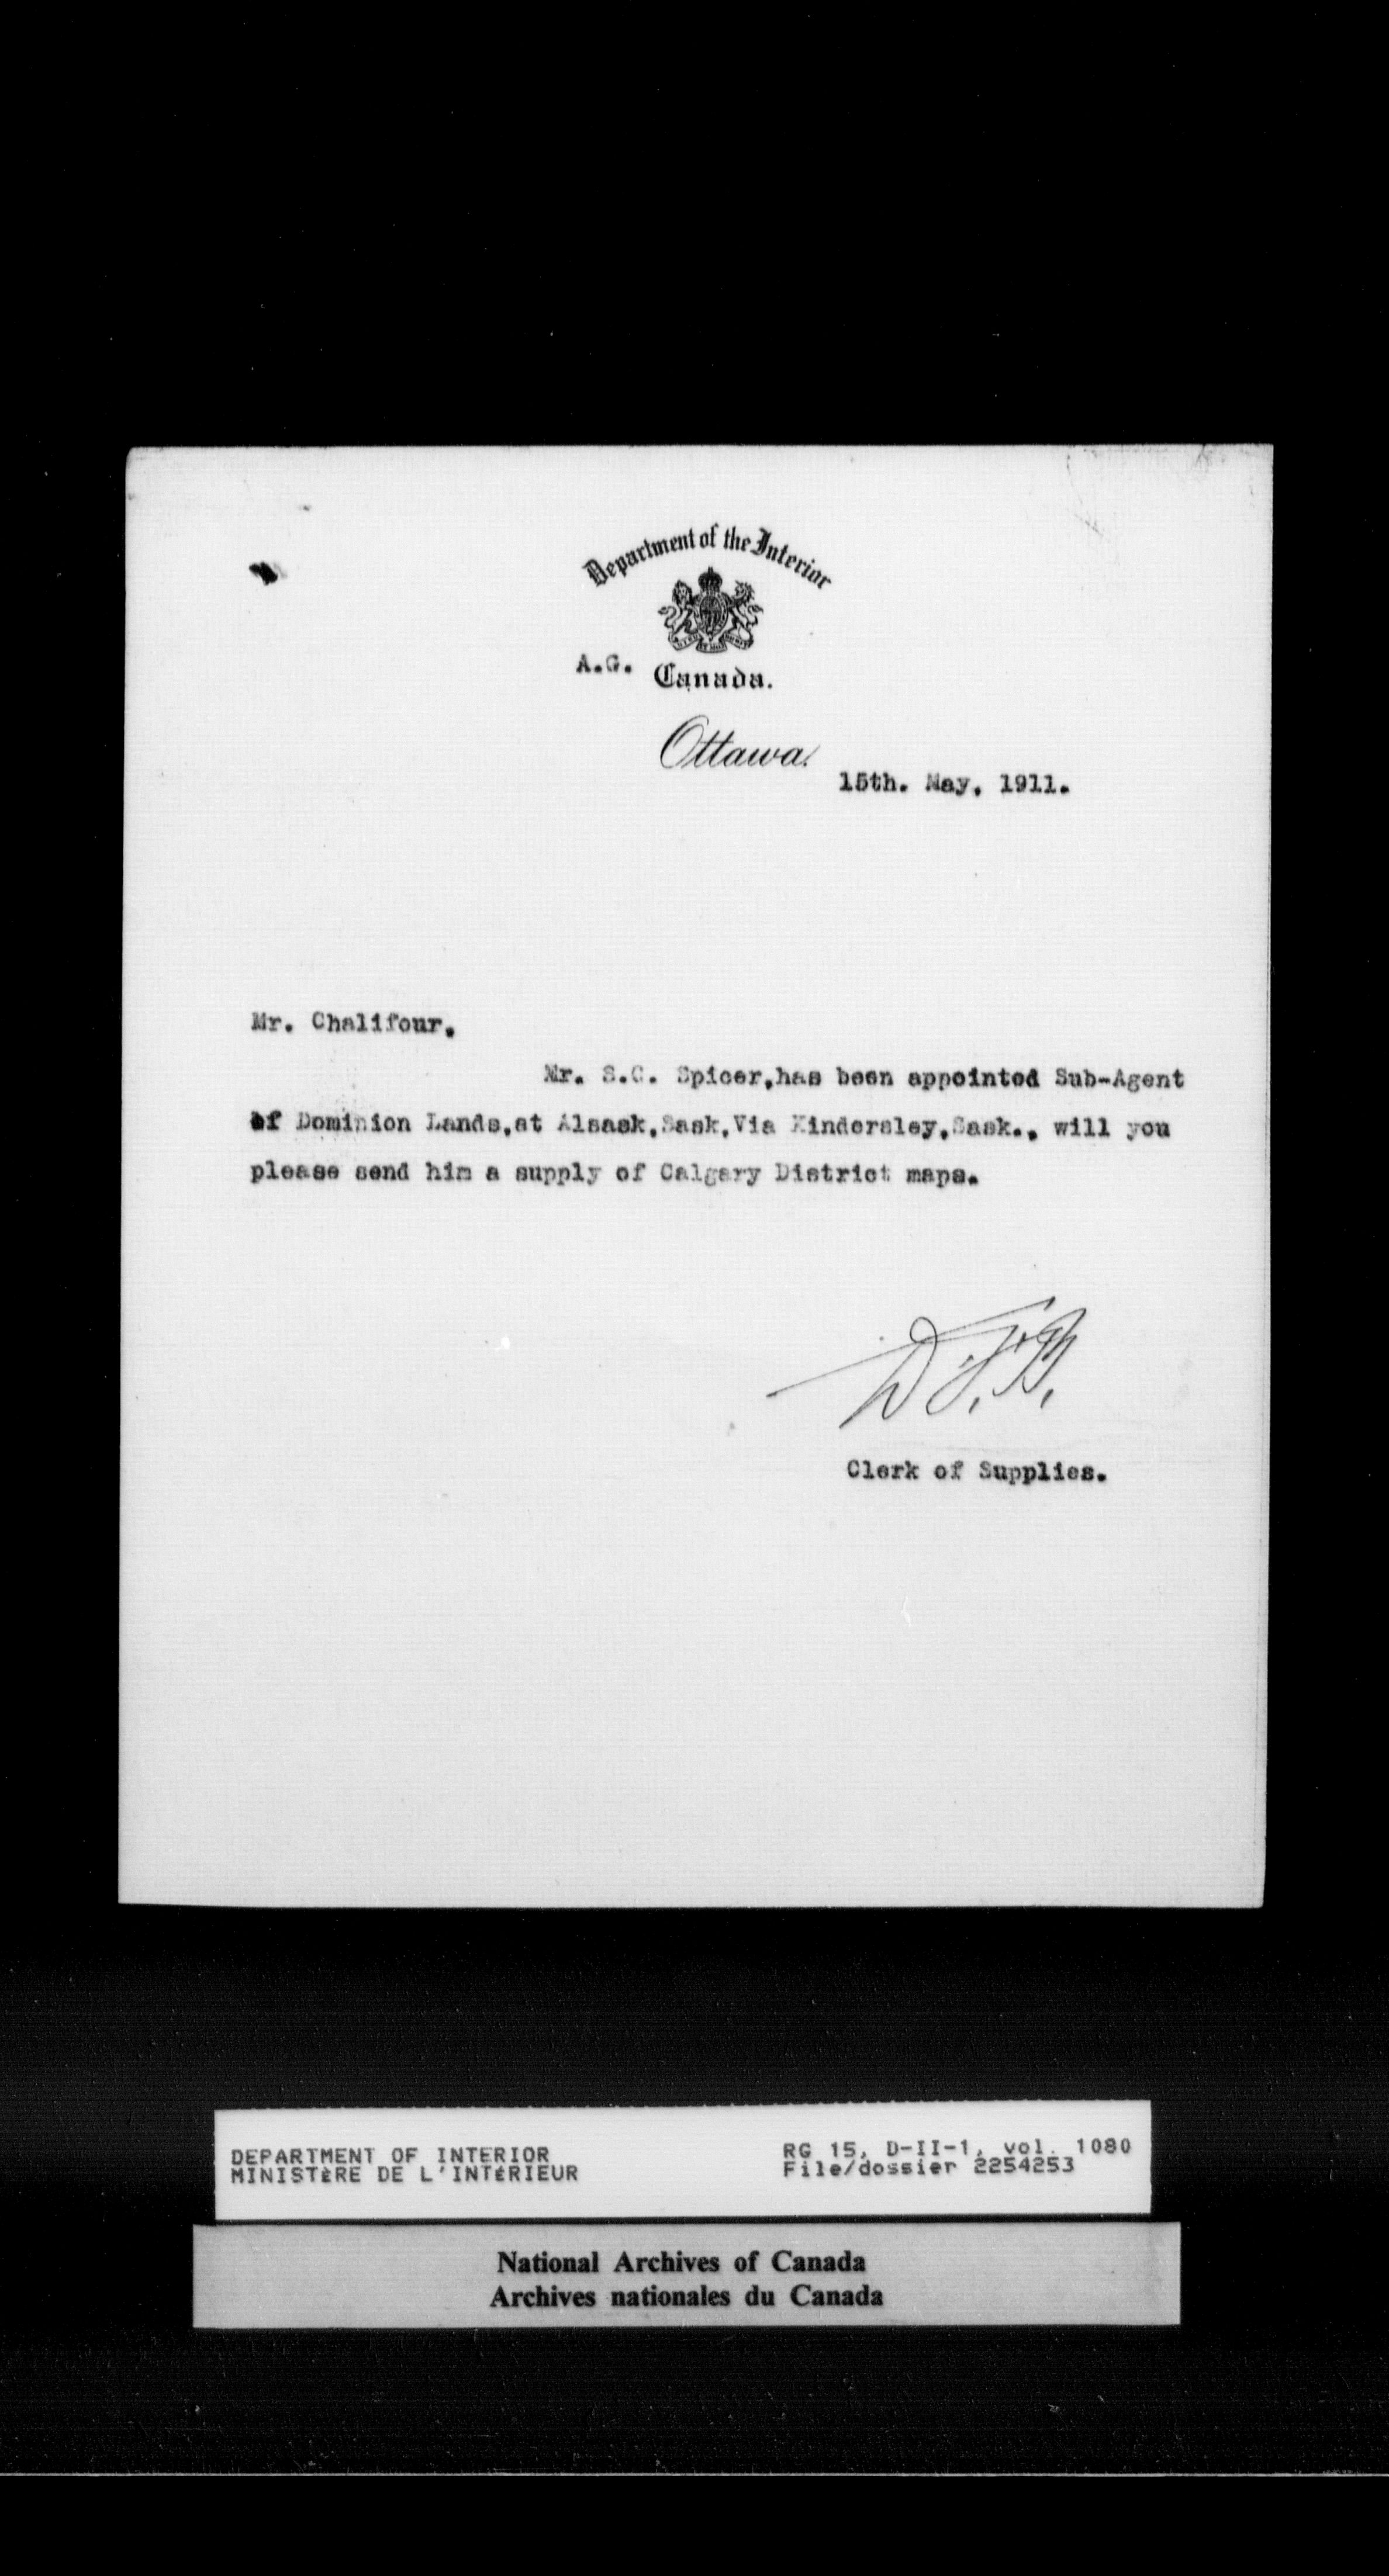 Department of the Interior
A.G. Canada.
Ottawa,
15th. May, 1911.
Mr. Chalifour,
Mr. S.C. Spicer,has been appointed Sub-Agent
of Dominion Lands,at Alsask,Sask,Via Kindersley,Sask., will you
please send him a supply of Calgary District maps.
Clerk of Supplies.
DEPARTMENT OF INTERIOR
MINISTÈRE DE L'INTÉRIEUR
RG 15, D-II-1, vol. 1080
File/dossier 2254253
National Archives of Canada
Archives nationales du Canada